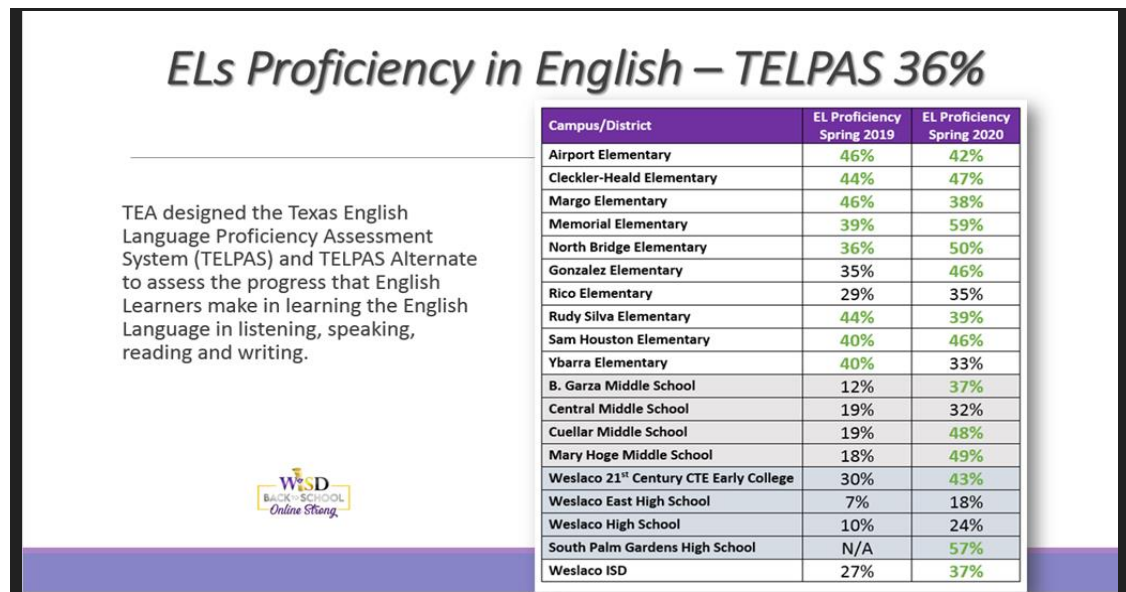 ELs Proficiency in English – TELPAS 36%
TEA designed the Texas English
Language Proficiency Assessment
System (TELPAS) and TELPAS Alternate
to assess the progress that English
Learners make in learning the English
Language in listening, speaking,
reading and writing.
WISD
BACK TO SCHOOL
Online Strong
Campus/District EL Proficiency Spring 2019 EL Proficiency Spring 2020
Airport Elementary 46% 42%
Cleckler-Heald Elementary 44% 47%
Margo Elementary 46% 38%
Memorial Elementary 39% 59%
North Bridge Elementary 36% 50%
Gonzalez Elementary 35% 46%
Rico Elementary 29% 35%
Rudy Silva Elementary 44% 39%
Sam Houston Elementary 40% 46%
Ybarra Elementary 40% 33%
B. Garza Middle School 12% 37%
Central Middle School 19% 32%
Cuellar Middle School 19% 48%
Mary Hoge Middle School 18% 49%
Weslaco 21st Century CTE Early College 30% 43%
Weslaco East High School 7% 18%
Weslaco High School 10% 24%
South Palm Gardens High School N/A 57%
Weslaco ISD 27% 37%